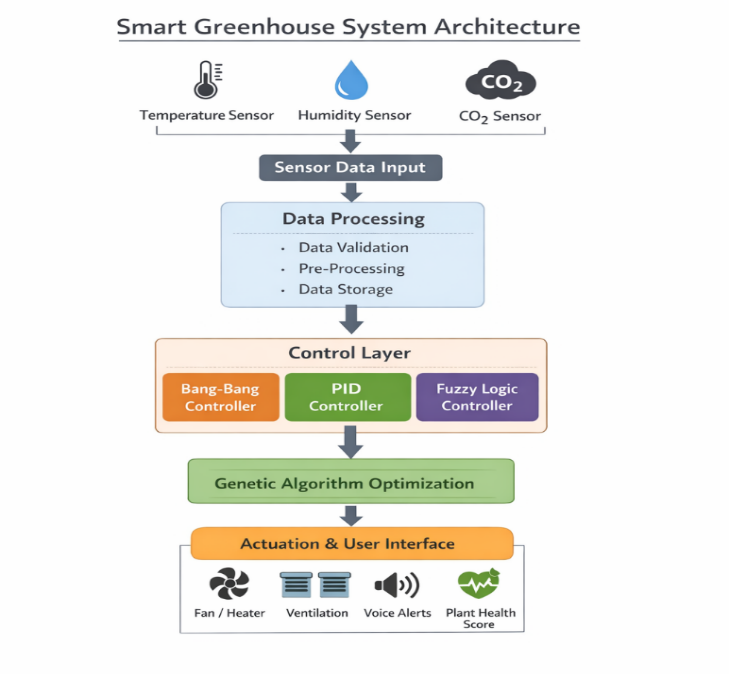 Smart Greenhouse System Architecture
CO₂
Temperature Sensor
Humidity Sensor
CO₂ Sensor
Sensor Data Input
Data Processing
· Data Validation
· Pre-Processing
· Data Storage
Control Layer
Bang-Bang
Controller
PID
Controller
Fuzzy Logic
Controller
Genetic Algorithm Optimization
Actuation & User Interface
Fan / Heater
Ventilation
Voice Alerts
Plant Health
Score